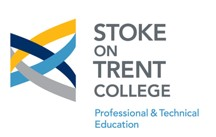 STOKE
ON
TRENT
COLLEGE
Professional & Technical
Education